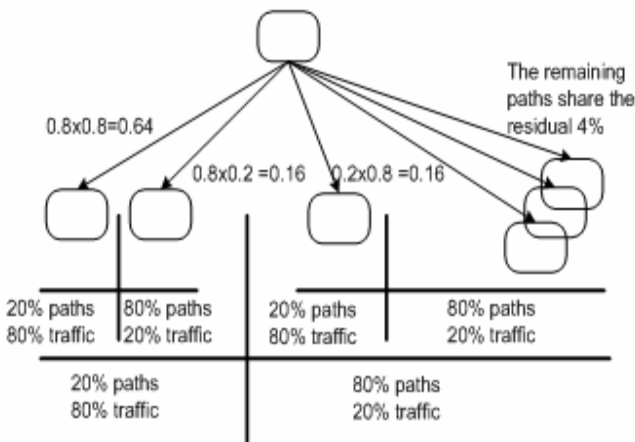 The remaining
paths share the
residual 4%
0.8x0.8=0.64
0.8x0.2 =0.16
0.2x0.8 =0.16
20% paths
80% traffic
80% paths
20% traffic
20% paths
80% traffic
80% paths
20% traffic
20% paths
80% traffic
80% paths
20% traffic